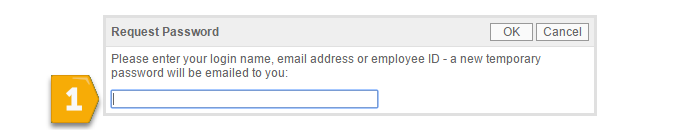 Request Password OK Cancel
Please enter your login name, email address or employee ID - a new temporary
password will be emailed to you:
1